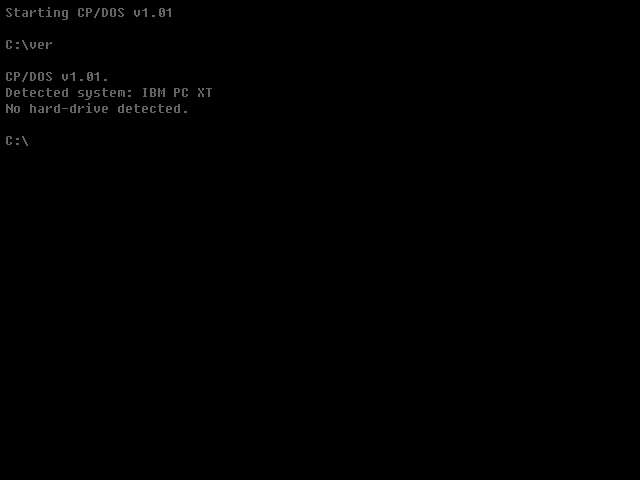 Starting CP/DOS v1.01
C:\ver
CP/DOS v1.01.
Detected system: IBM PC XT
No hard-drive detected.
C:\